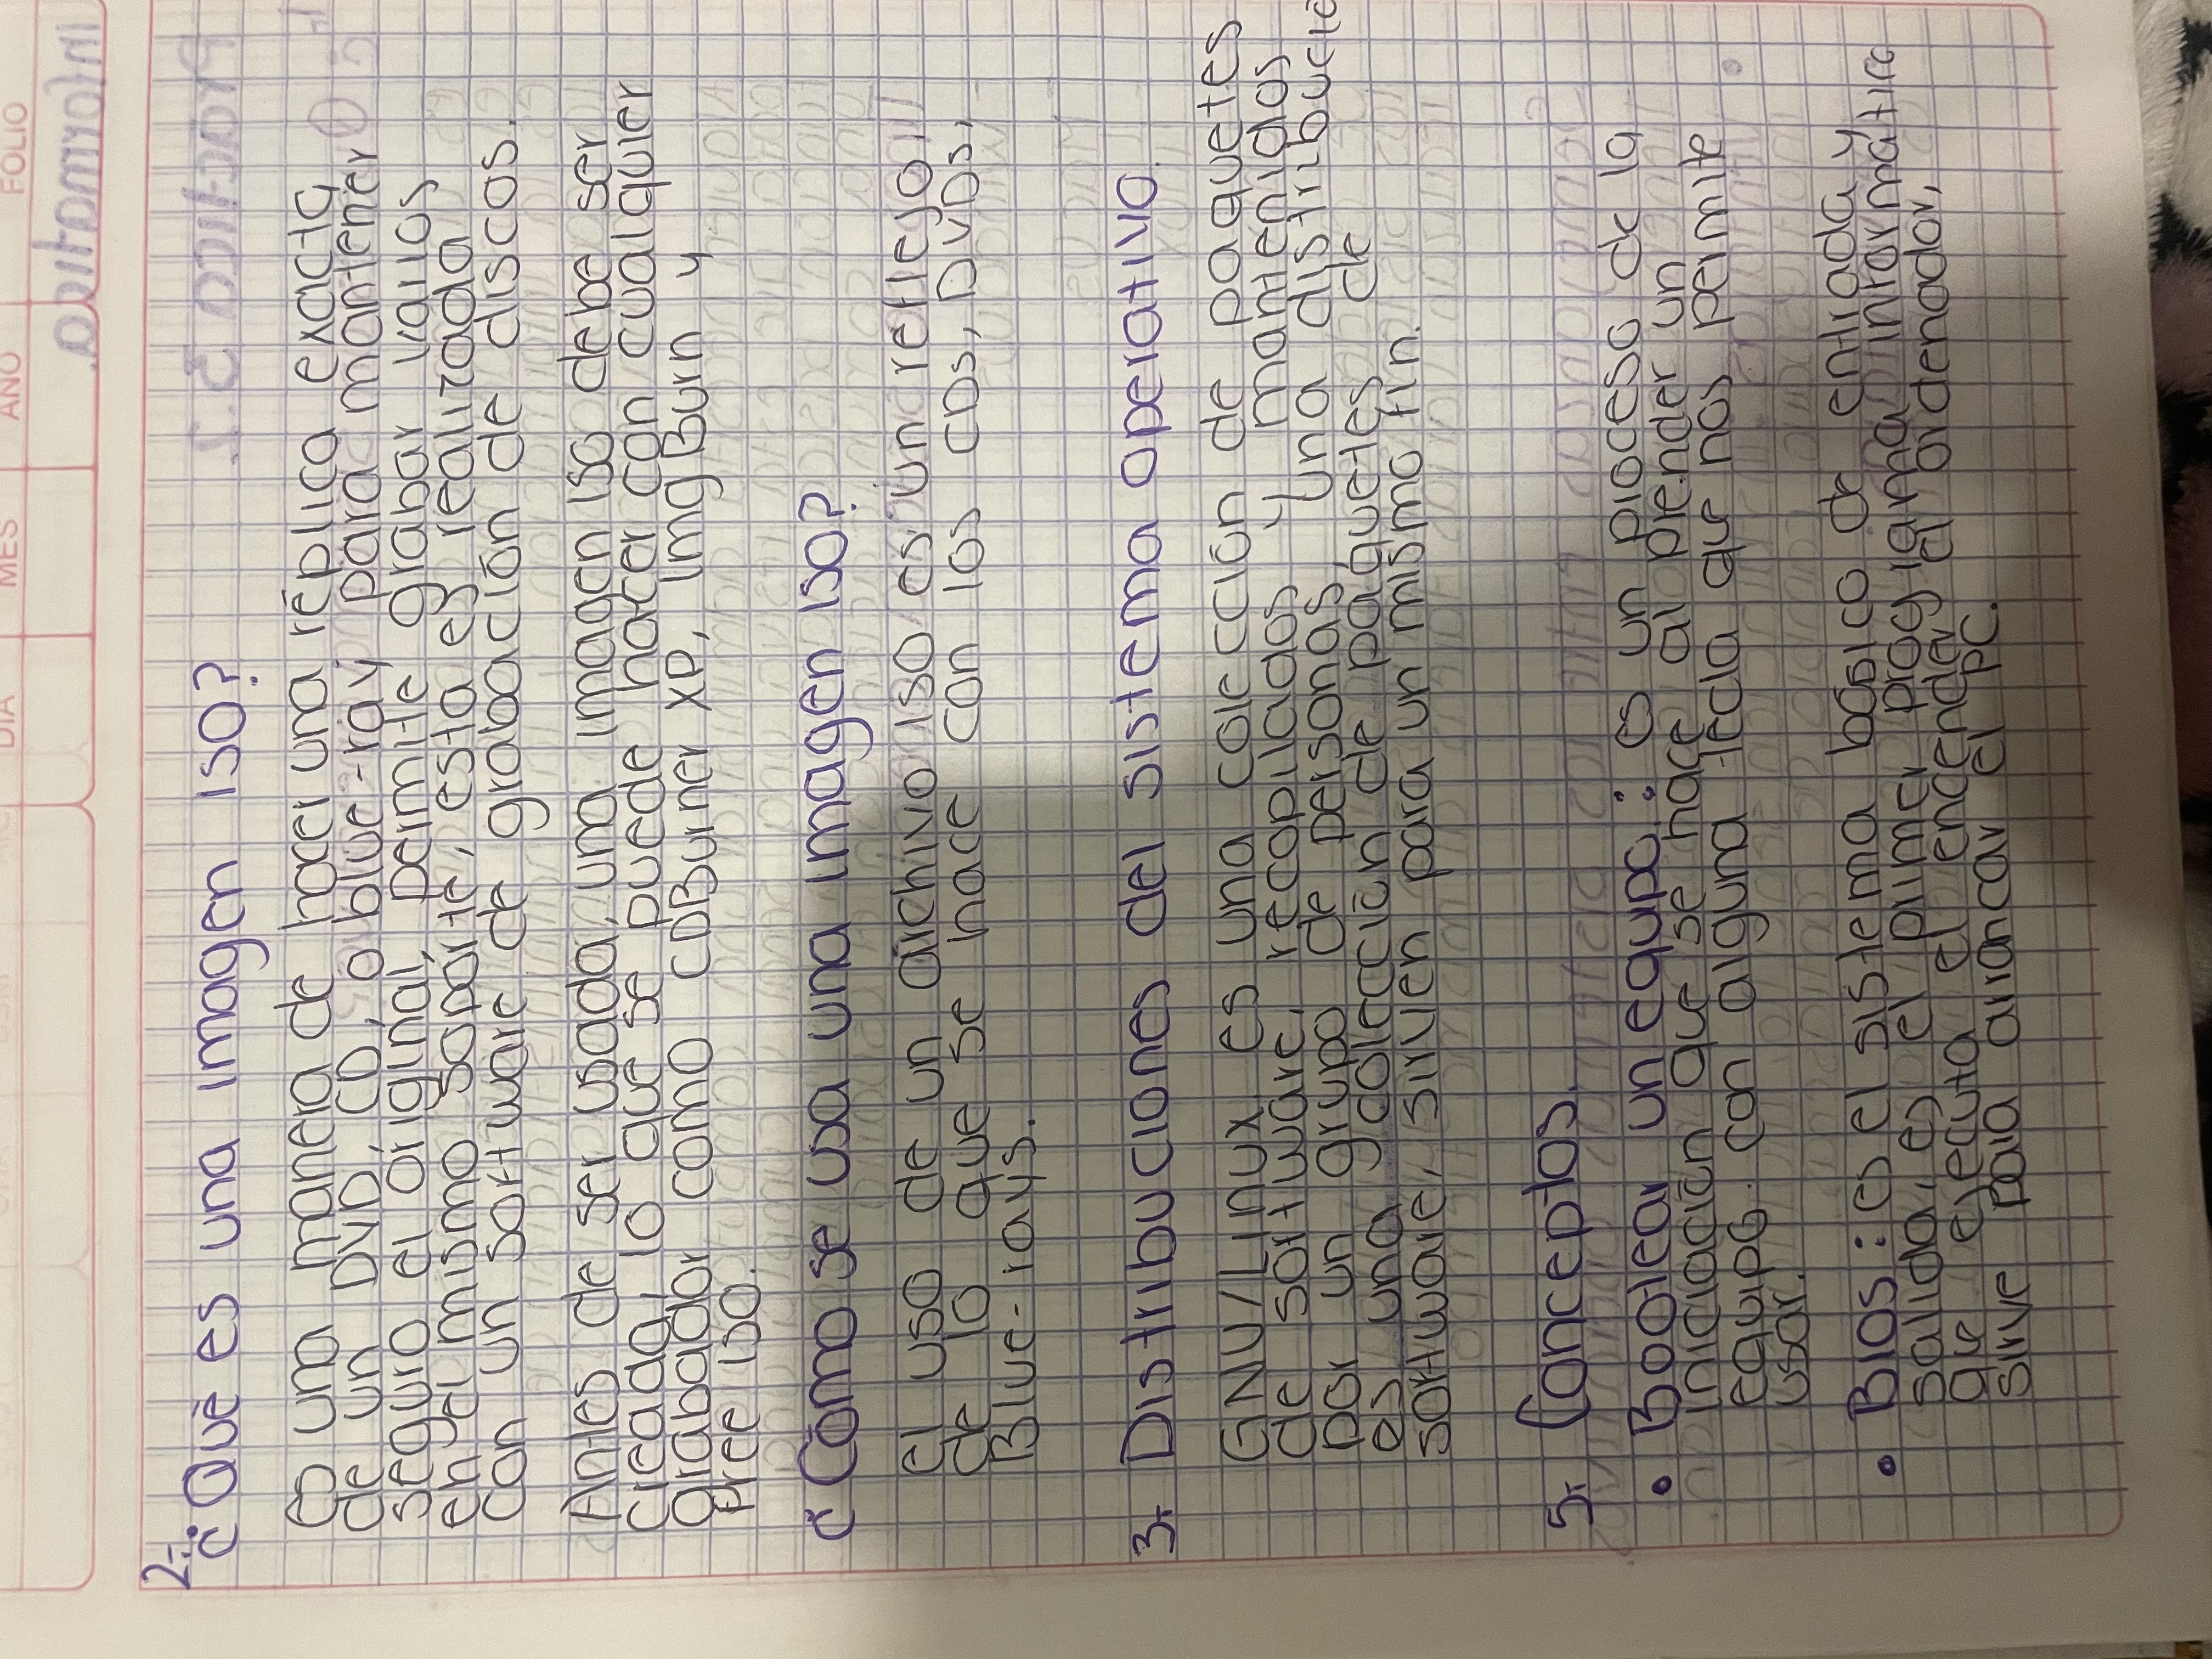 DIA MES AÑO FOLIO
2-.
¿Qué es una imagen ISO?
es una manera de hacer una réplica exacta
de un DVD, CD, o blue-ray para mantener
seguro el original, permite grabar varios
en el mismo soporte, esta es realizada
con un sortware de grabación de discos.
Antes de ser usada, una imagen ISO debe ser
creada, lo que se puede hacer con cualquier
grabador como CDBurner XP, Img Burn y
Free ISO.
¿Cómo se usa una imagen ISO?
el uso de un archivo ISO es un reflejo
de lo que se hace con los CDs, DVDs,
Blue-rays.
3. Distribuciones del sistema operativo.
GNU/Linux es una colección de paquetes
de sortware, recopilados y mantenidos
por un grupo de personas, una distribucio
es una colección de paquetes de
sortware, sirven para un mismo fin.
5. Conceptos.
• Bootear un equipo: es un proceso de la
iniciación que se hace al prender un
equipo con alguna tecla que nos permite
usar.
• Bios: es el sistema básico de entrada y
salida, es el primer programa informático
que ejecuta el encender el ordenador,
sirve para arrancar el PC.